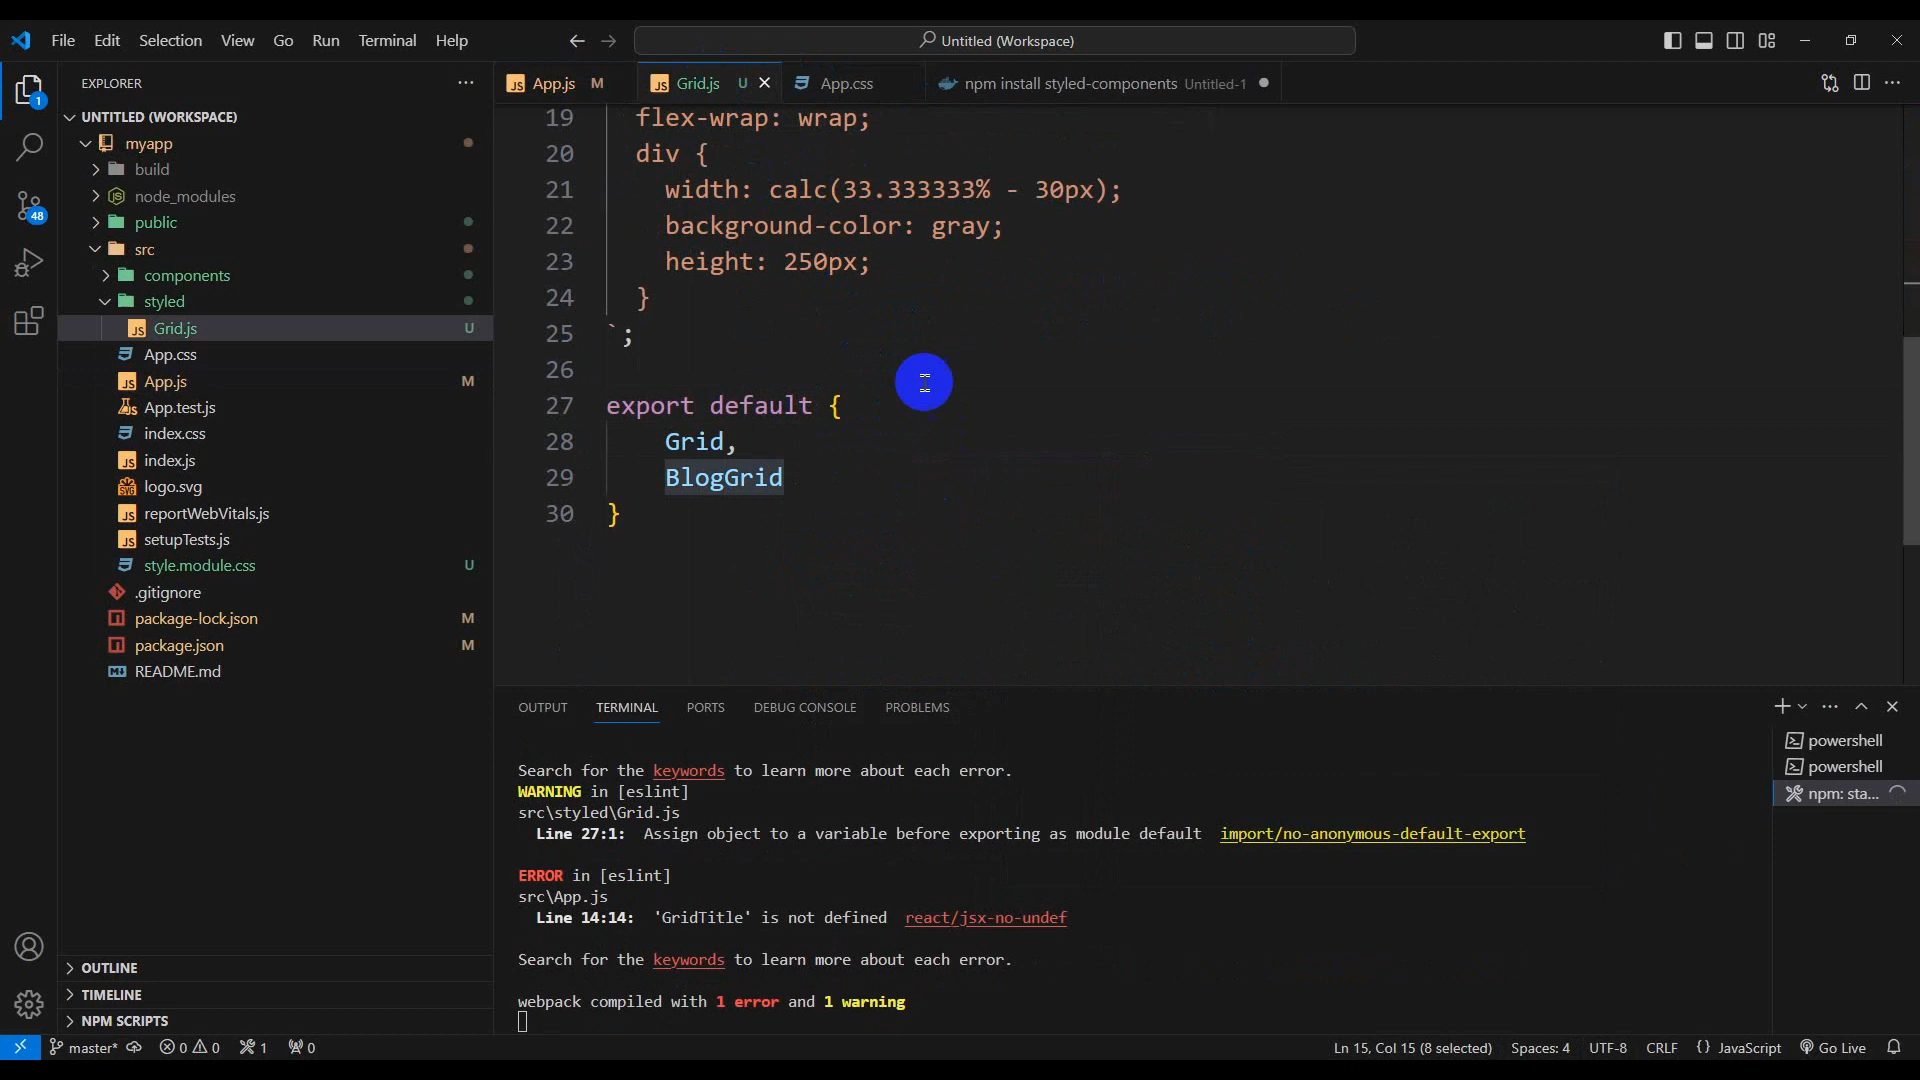 File Edit Selection View Go Run Terminal Help
Untitled (Workspace)
EXPLORER
App.js M
Grid.js U
App.css
npm install styled-components Untitled-1
1
UNTITLED (WORKSPACE)
myapp
build
node_modules
48
public
src
components
styled
Grid.js U
App.css
App.js M
App.test.js
index.css
index.js
logo.svg
reportWebVitals.js
setupTests.js
style.module.css U
.gitignore
package-lock.json M
package.json M
README.md
OUTLINE
TIMELINE
NPM SCRIPTS
19 flex-wrap: wrap;
20 div {
21 width: calc(33.333333% - 30px);
22 background-color: gray;
23 height: 250px;
24 }
25 `;
26
27 export default {
28 Grid,
29 BlogGrid
30 }
OUTPUT TERMINAL PORTS DEBUG CONSOLE PROBLEMS
Search for the keywords to learn more about each error.
WARNING in [eslint]
src\styled\Grid.js
Line 27:1: Assign object to a variable before exporting as module default import/no-anonymous-default-export
ERROR in [eslint]
src\App.js
Line 14:14: 'GridTitle' is not defined react/jsx-no-undef
Search for the keywords to learn more about each error.
webpack compiled with 1 error and 1 warning
powershell
powershell
npm: sta...
master* 0 0 1 0
Ln 15, Col 15 (8 selected) Spaces: 4 UTF-8 CRLF {} JavaScript Go Live